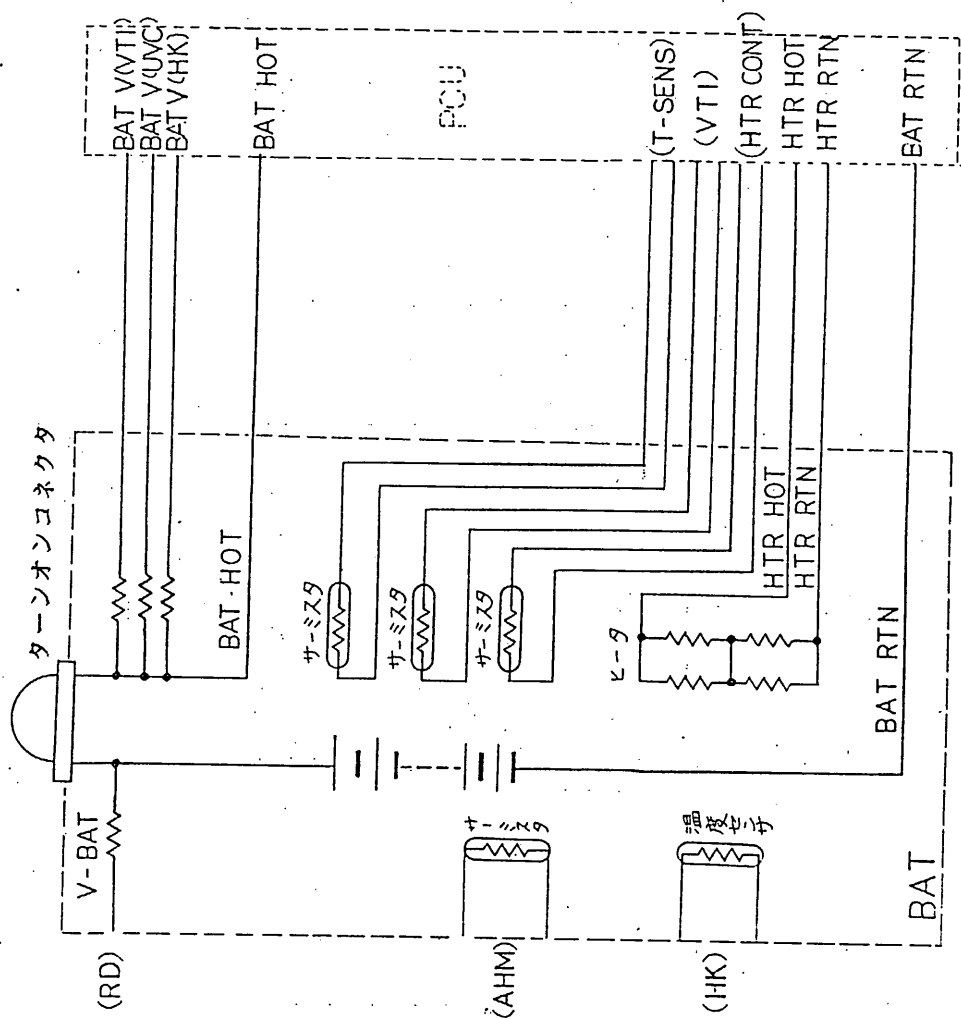 ターンオンコネクタ
BAT V(VTI)
BAT V(UVC)
BAT V(HK)
BAT HOT
PCU
(T-SENS)
(VTI)
(HTR CONT)
HTR HOT
HTR RTN
BAT RTN
V-BAT
BAT-HOT
サーミスタ
サーミスタ
サーミスタ
ヒータ
HTR HOT
HTR RTN
BAT RTN
サーミスタ
温度センサ
BAT
(RD)
(AHM)
(HK)